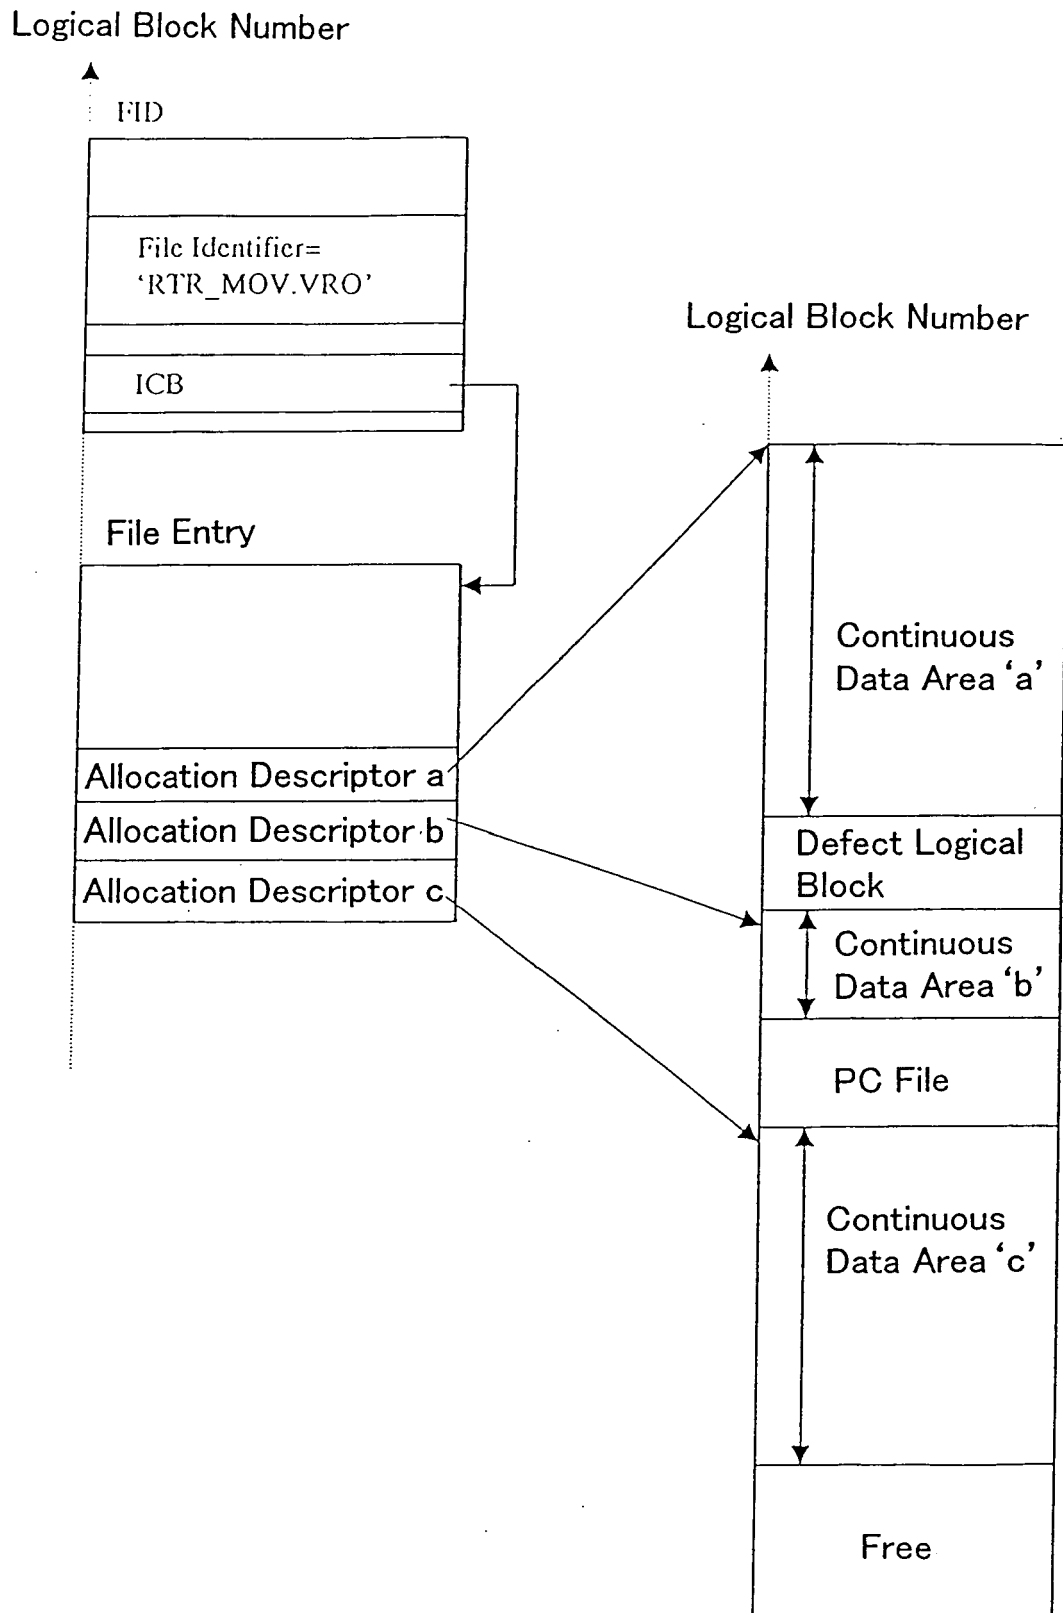 Logical Block Number
FID
File Identifier=
‘RTR_MOV.VRO’
ICB
File Entry
Allocation Descriptor a
Allocation Descriptor b
Allocation Descriptor c
Logical Block Number
Continuous
Data Area ‘a’
Defect Logical
Block
Continuous
Data Area ‘b’
PC File
Continuous
Data Area ‘c’
Free